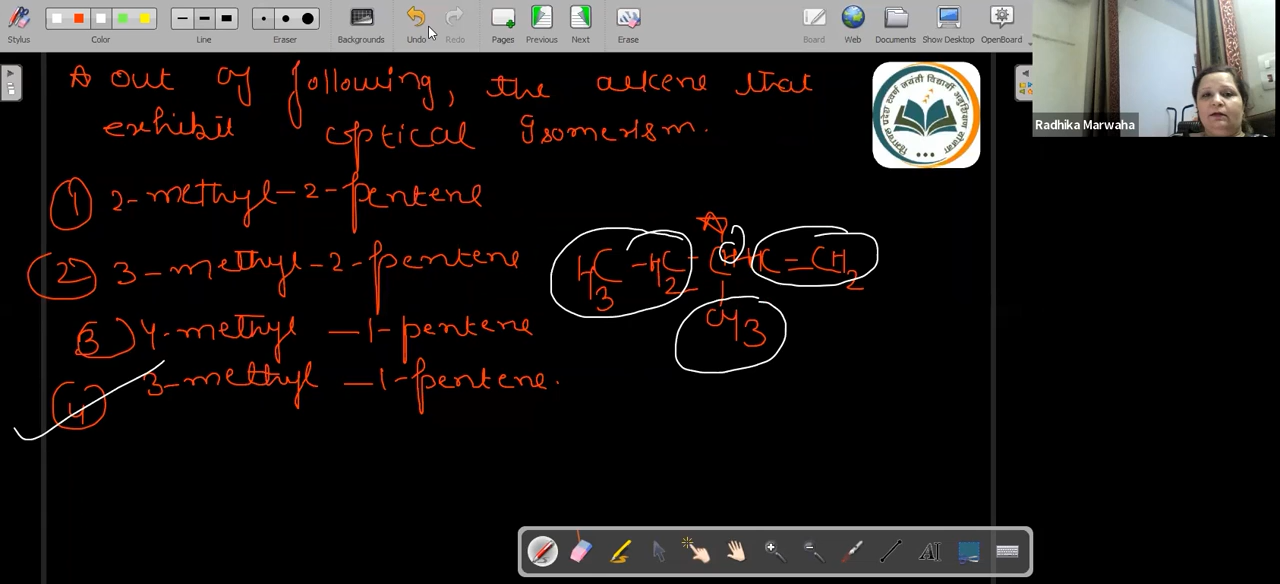 Stylus Color Line Eraser Backgrounds Undo Redo Pages Previous Next Erase Board Web Documents Show Desktop OpenBoard
Radhika Marwaha
out of following, the alkene that
exhibit optical Isomerism.
① 2-methyl-2-pentene
② 3-methyl-2-pentene
③ 4-methyl-1-pentene
④ 3-methyl-1-pentene.
H3C-H2C-CH-HC=CH2
CH3